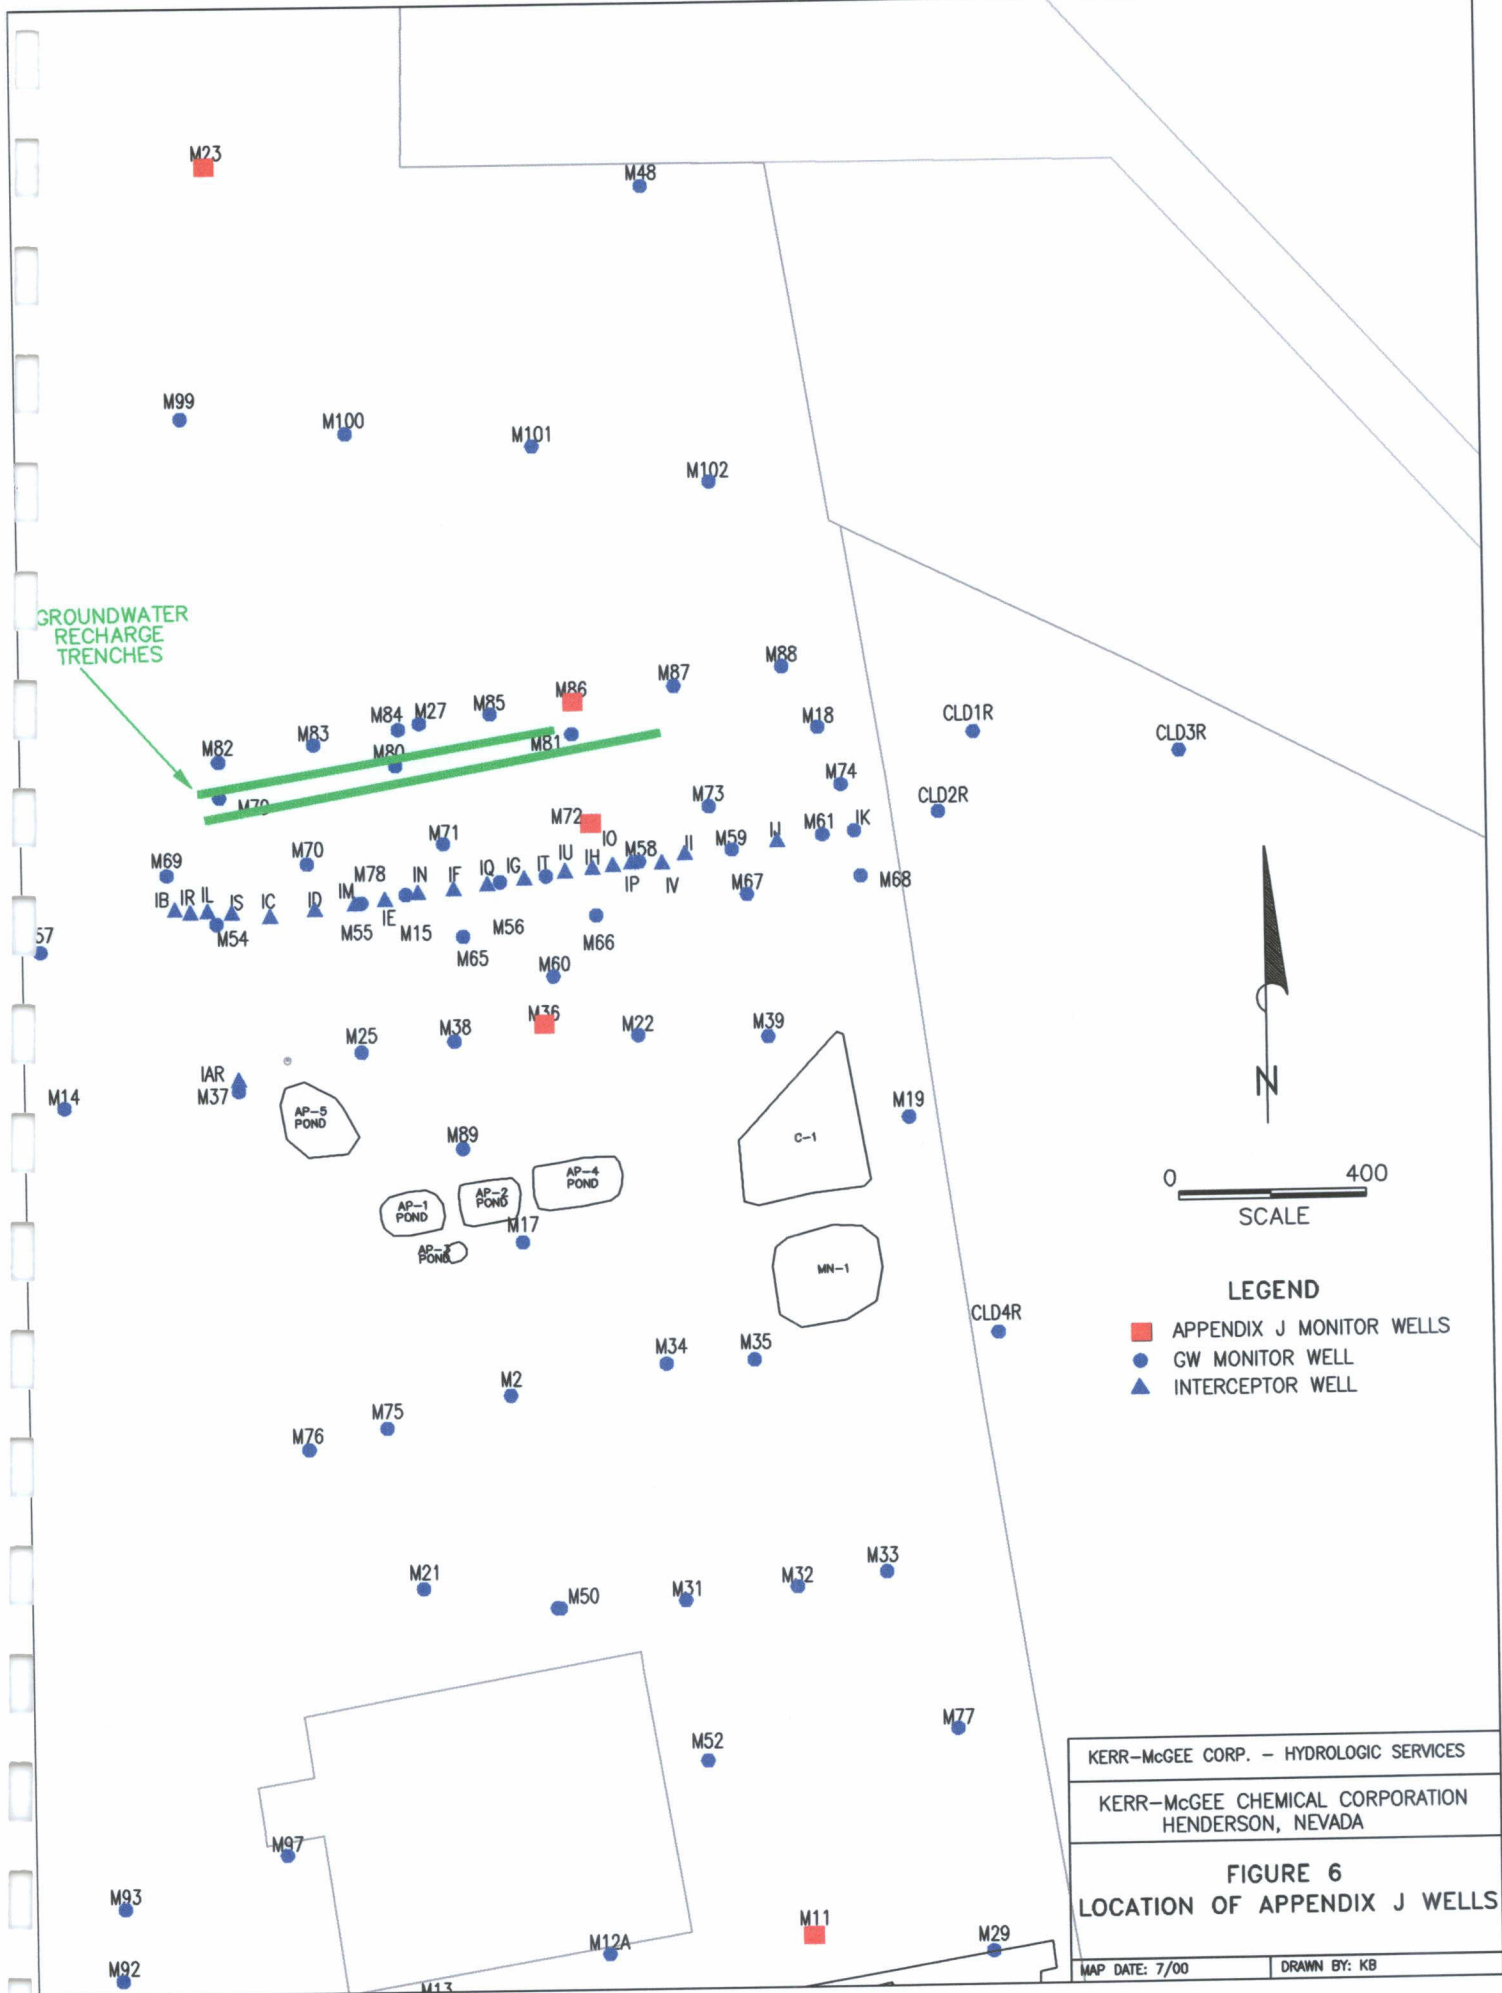 M23
M48
M99
M100
M101
M102
GROUNDWATER
RECHARGE
TRENCHES
M88
M87
M86
M85
M84
M27
M83
M82
M80
M81
M18
CLD1R
CLD3R
M79
M74
CLD2R
M73
M72
M71
M70
M69
IO
M58
II
M59
IJ
M61
IK
IB
IR
IL
IS
IC
ID
IM
M78
IN
IF
IQ
IG
IT
IU
IH
IP
IV
M67
M68
57
M54
M55
IE
M15
M65
M56
M66
M60
M36
M25
M38
M22
M39
IAR
M37
M14
AP-5
POND
M19
C-1
N
M89
AP-4
POND
AP-2
POND
AP-1
POND
M17
AP-3
POND
MN-1
0
400
SCALE
LEGEND
APPENDIX J MONITOR WELLS
GW MONITOR WELL
INTERCEPTOR WELL
CLD4R
M34
M35
M2
M75
M76
M21
M50
M31
M32
M33
M52
M77
M97
M93
M92
M12A
M13
M11
M29
KERR-McGEE CORP. - HYDROLOGIC SERVICES
KERR-McGEE CHEMICAL CORPORATION
HENDERSON, NEVADA
FIGURE 6
LOCATION OF APPENDIX J WELLS
MAP DATE: 7/00
DRAWN BY: KB